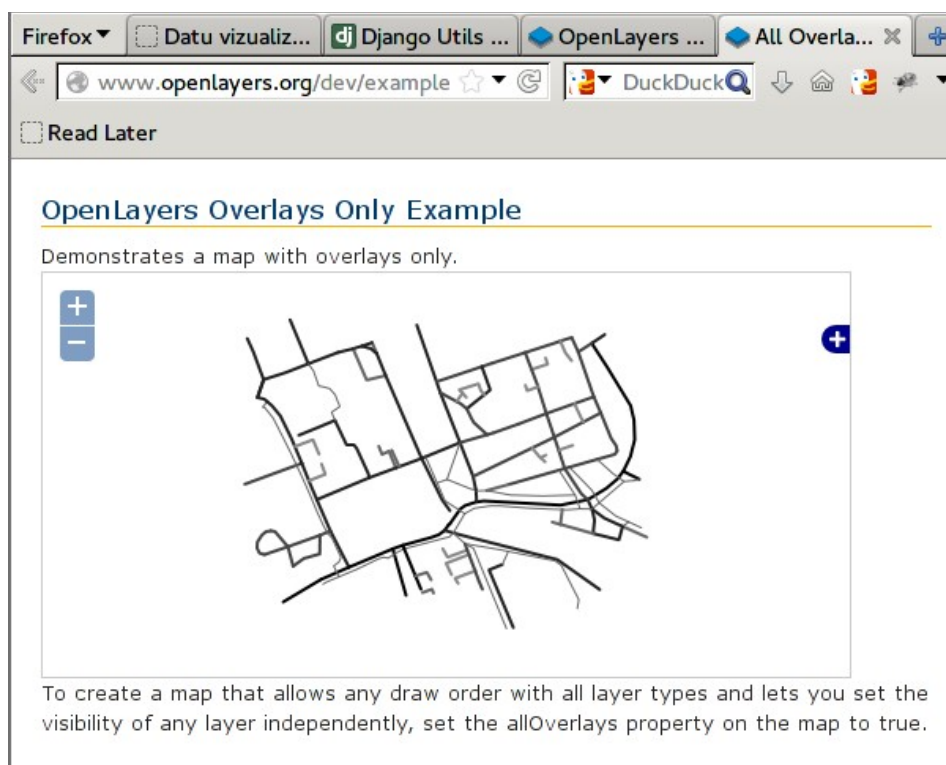 Firefox Datu vizualiz... dj Django Utils ... OpenLayers ... All Overla...
www.openlayers.org/dev/example DuckDuck
Read Later
OpenLayers Overlays Only Example
Demonstrates a map with overlays only.
+
−
+
To create a map that allows any draw order with all layer types and lets you set the
visibility of any layer independently, set the allOverlays property on the map to true.